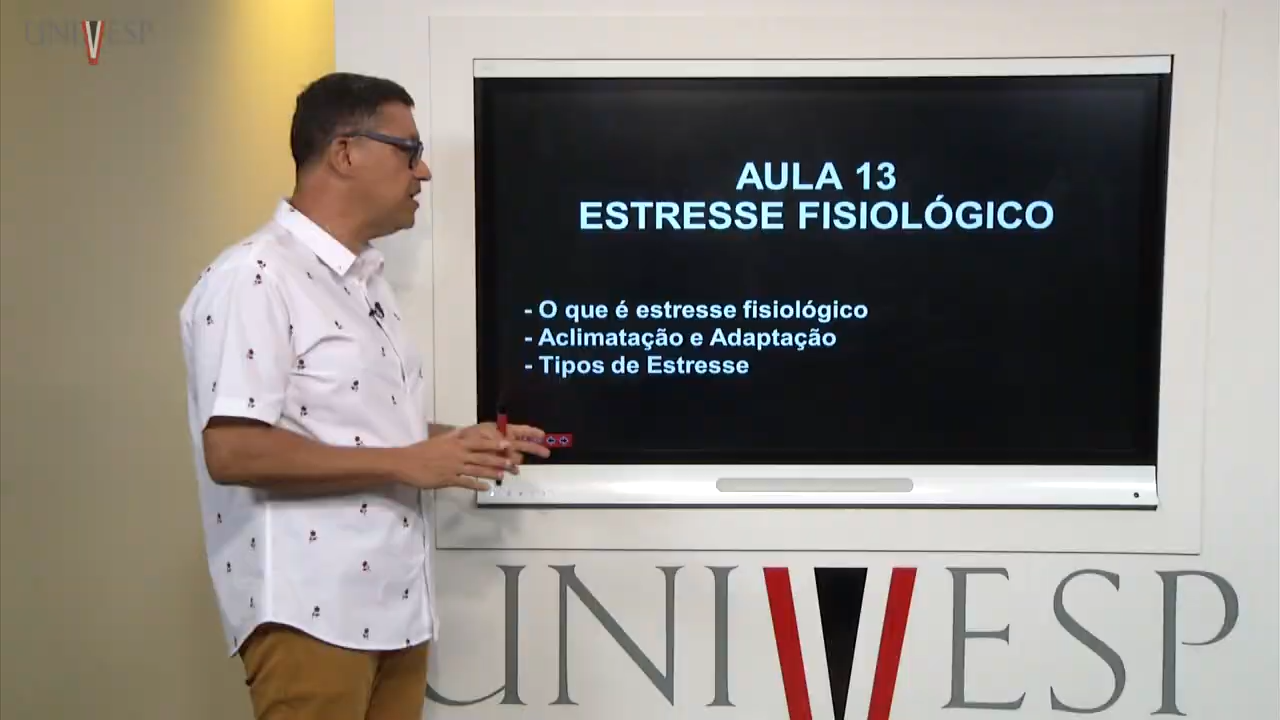 UNIVESP
AULA 13
ESTRESSE FISIOLÓGICO
- O que é estresse fisiológico
- Aclimatação e Adaptação
- Tipos de Estresse
UNIVESP